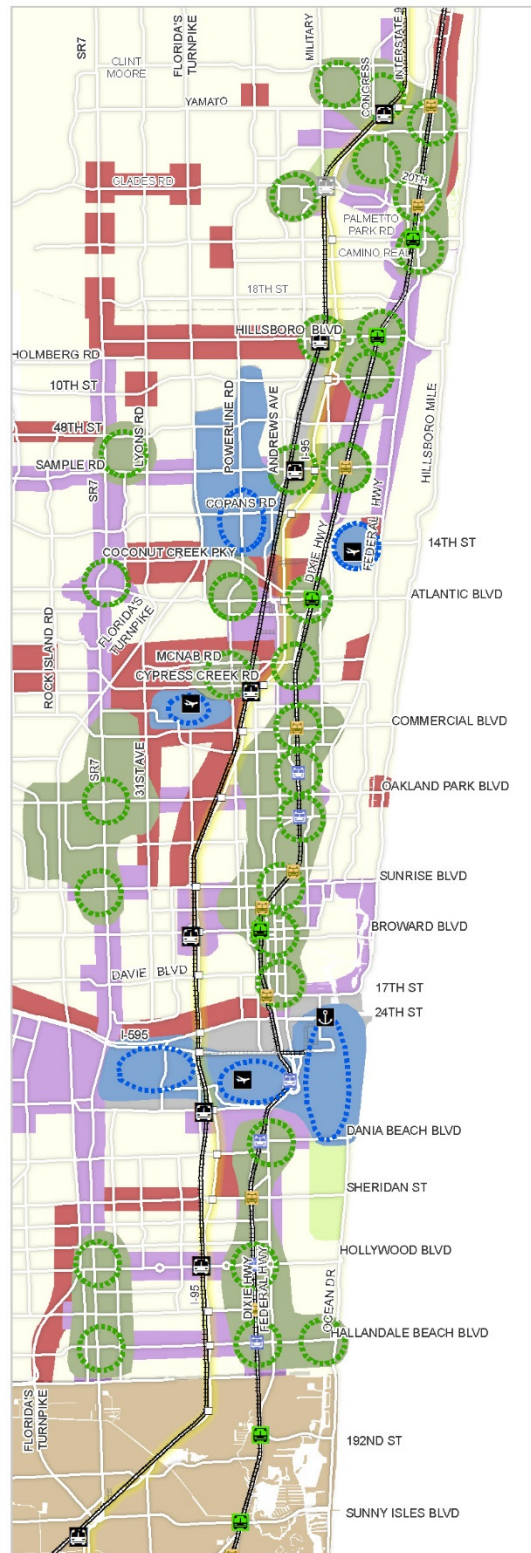 SR7
FLORIDA'S
TURNPIKE
MILITARY
CONGRESS
CLINT
MOORE
YAMATO
GLADES RD
20TH
PALMETTO
PARK RD
CAMINO REAL
18TH ST
HILLSBORO BLVD
HOLMBERG RD
10TH ST
48TH ST
LYONS RD
POWERLINE RD
ANDREWS AVE
I-95
HILLSBORO MILE
SAMPLE RD
SR7
COPANS RD
DIXIE HWY
FEDERAL HWY
14TH ST
COCONUT CREEK PKY
ATLANTIC BLVD
FLORIDA'S
TURNPIKE
ROCK ISLAND RD
MCNAB RD
CYPRESS CREEK RD
COMMERCIAL BLVD
SR7
31ST AVE
OAKLAND PARK BLVD
SUNRISE BLVD
BROWARD BLVD
DAVIE BLVD
17TH ST
24TH ST
I-595
DANIA BEACH BLVD
SHERIDAN ST
HOLLYWOOD BLVD
I-95
DIXIE HWY
FEDERAL HWY
OCEAN DR
HALLANDALE BEACH BLVD
FLORIDA'S
TURNPIKE
192ND ST
SUNNY ISLES BLVD